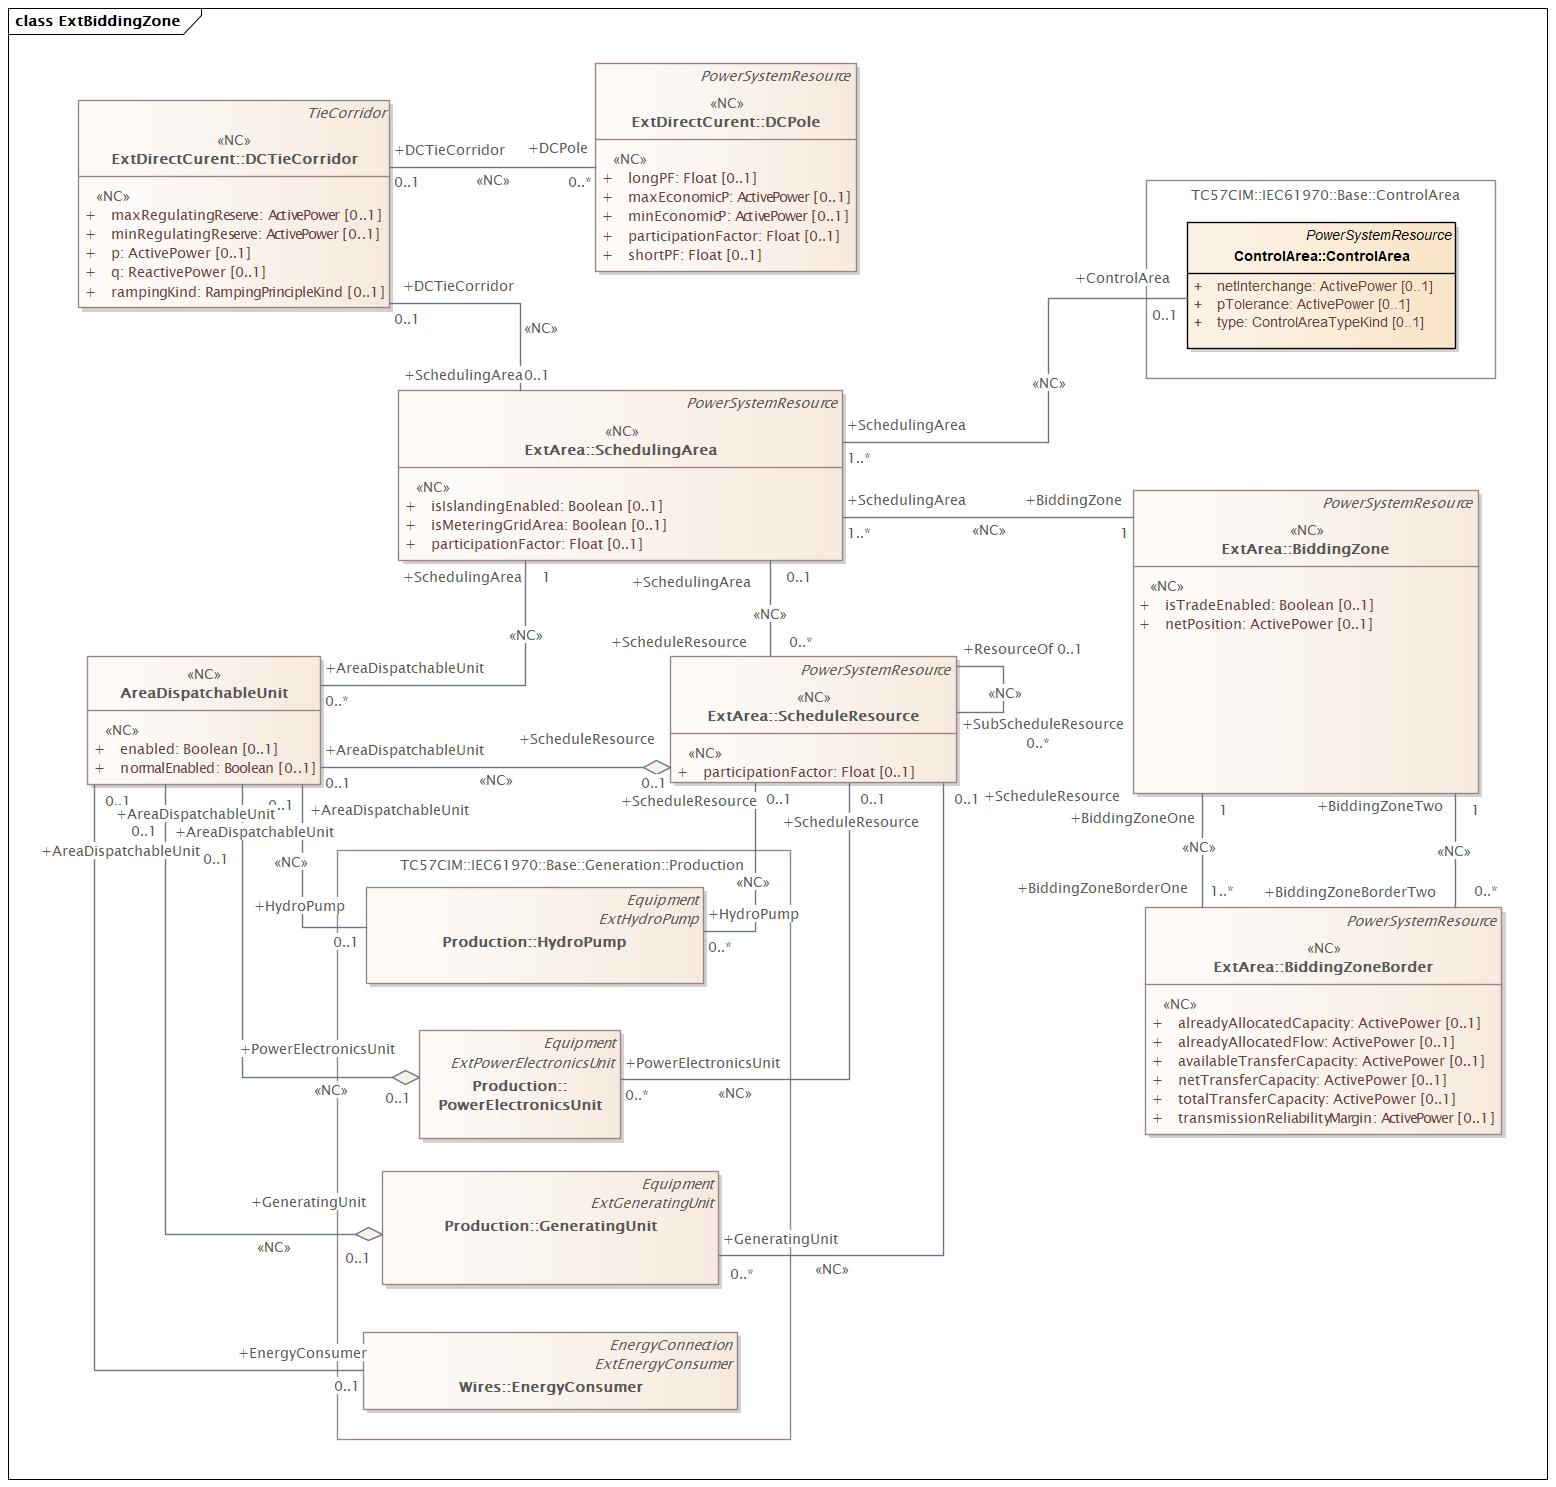 class ExtBiddingZone
TieCorridor
«NC»
ExtDirectCurent::DCTieCorridor
«NC»
+ maxRegulatingReserve: ActivePower [0..1]
+ minRegulatingReserve: ActivePower [0..1]
+ p: ActivePower [0..1]
+ q: ReactivePower [0..1]
+ rampingKind: RampingPrincipleKind [0..1]
+DCTieCorridor
0..1
«NC»
+DCPole
0..*
PowerSystemResource
«NC»
ExtDirectCurent::DCPole
«NC»
+ longPF: Float [0..1]
+ maxEconomicP: ActivePower [0..1]
+ minEconomicP: ActivePower [0..1]
+ participationFactor: Float [0..1]
+ shortPF: Float [0..1]
TC57CIM::IEC61970::Base::ControlArea
PowerSystemResource
ControlArea::ControlArea
+ netInterchange: ActivePower [0..1]
+ pTolerance: ActivePower [0..1]
+ type: ControlAreaTypeKind [0..1]
+ControlArea
0..1
«NC»
+SchedulingArea
1..*
+DCTieCorridor
0..1
«NC»
+SchedulingArea 0..1
PowerSystemResource
«NC»
ExtArea::SchedulingArea
«NC»
+ isIslandingEnabled: Boolean [0..1]
+ isMeteringGridArea: Boolean [0..1]
+ participationFactor: Float [0..1]
+SchedulingArea
1..*
«NC»
+BiddingZone
1
PowerSystemResource
«NC»
ExtArea::BiddingZone
«NC»
+ isTradeEnabled: Boolean [0..1]
+ netPosition: ActivePower [0..1]
+SchedulingArea 1
«NC»
+AreaDispatchableUnit
0..*
+SchedulingArea 0..1
«NC»
+ScheduleResource 0..*
«NC»
AreaDispatchableUnit
«NC»
+ enabled: Boolean [0..1]
+ normalEnabled: Boolean [0..1]
+AreaDispatchableUnit
0..1
«NC»
+ScheduleResource
0..1
PowerSystemResource
«NC»
ExtArea::ScheduleResource
«NC»
+ participationFactor: Float [0..1]
+ResourceOf 0..1
«NC»
+SubScheduleResource
0..*
0..1
+AreaDispatchableUnit
0..1
+AreaDispatchableUnit
0..1
+AreaDispatchableUnit
0..1
+AreaDispatchableUnit
«NC»
+ScheduleResource 0..1
0..1
+ScheduleResource
0..1 +ScheduleResource
+BiddingZoneOne
1
«NC»
+BiddingZoneBorderOne
1..*
+BiddingZoneTwo
1
«NC»
+BiddingZoneBorderTwo
0..*
TC57CIM::IEC61970::Base::Generation::Production
+HydroPump
0..1
Equipment
ExtHydroPump
Production::HydroPump
«NC»
+HydroPump
0..*
PowerSystemResource
«NC»
ExtArea::BiddingZoneBorder
«NC»
+ alreadyAllocatedCapacity: ActivePower [0..1]
+ alreadyAllocatedFlow: ActivePower [0..1]
+ availableTransferCapacity: ActivePower [0..1]
+ netTransferCapacity: ActivePower [0..1]
+ totalTransferCapacity: ActivePower [0..1]
+ transmissionReliabilityMargin: ActivePower [0..1]
+PowerElectronicsUnit
«NC»
0..1
Equipment
ExtPowerElectronicsUnit
Production::
PowerElectronicsUnit
+PowerElectronicsUnit
0..*
«NC»
+GeneratingUnit
«NC»
0..1
Equipment
ExtGeneratingUnit
Production::GeneratingUnit
+GeneratingUnit
0..*
«NC»
+EnergyConsumer
0..1
EnergyConnection
ExtEnergyConsumer
Wires::EnergyConsumer